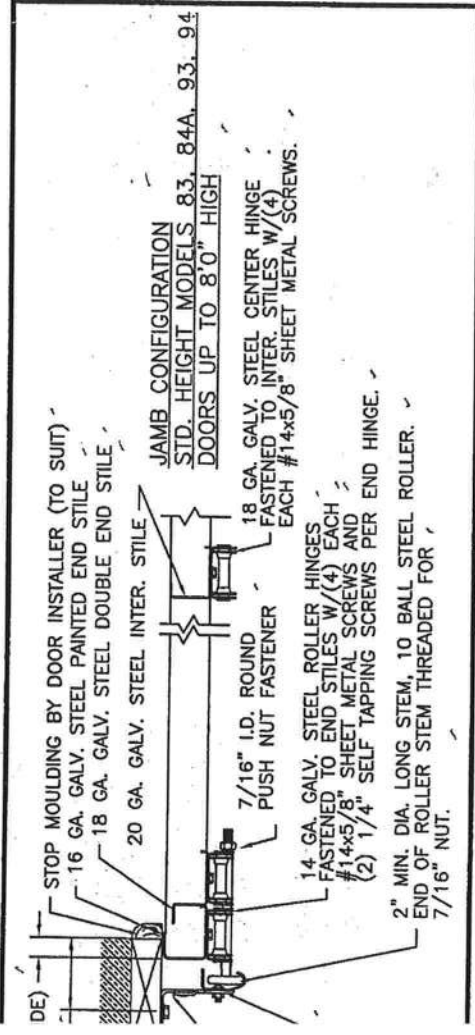 DE)
STOP MOULDING BY DOOR INSTALLER (TO SUIT)
16 GA. GALV. STEEL PAINTED END STILE
18 GA. GALV. STEEL DOUBLE END STILE
20 GA. GALV. STEEL INTER. STILE
JAMB CONFIGURATION
STD. HEIGHT MODELS 83, 84A, 93, 94
DOORS UP TO 8'0" HIGH
18 GA. GALV. STEEL CENTER HINGE
FASTENED TO INTER. STILES W/(4)
EACH #14x5/8" SHEET METAL SCREWS.
7/16" I.D. ROUND
PUSH NUT FASTENER
14 GA. GALV. STEEL ROLLER HINGES
FASTENED TO END STILES W/(4) EACH
#14x5/8" SHEET METAL SCREWS AND
(2) 1/4" SELF TAPPING SCREWS PER END HINGE.
2" MIN. DIA. LONG STEM, 10 BALL STEEL ROLLER.
END OF ROLLER STEM THREADED FOR
7/16" NUT.